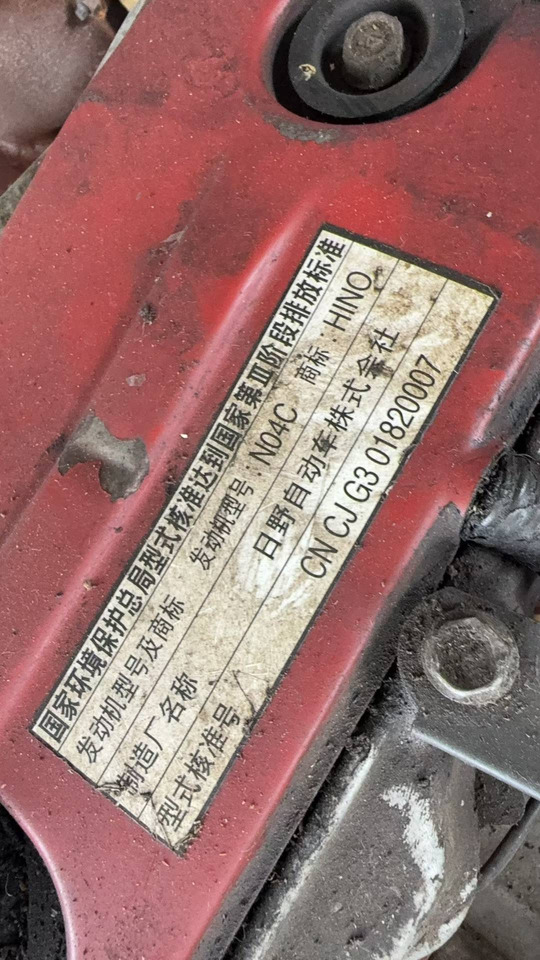 国家环境保护总局型式核准达到国家第Ⅲ阶段排放标准
发动机型号及商标 发动机型号：N04C 商标：HINO
制造厂名称 日野自动车株式会社
型式核准号 CN CJ G3 01820007